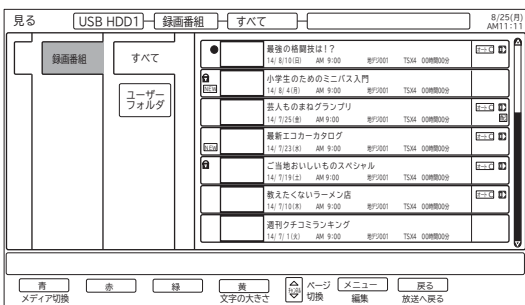 見る USB HDD1 録画番組 すべて 8/25(月)
AM11:11
録画番組 すべて
ユーザー
フォルダ
最強の格闘技は！？
14/ 8/10(日) AM 9:00 地デジ001 TSX4 00時間00分
小学生のためのミニバス入門
NEW 14/ 8/ 4(月) AM 9:00 地デジ001 TSX4 00時間00分
芸人ものまねグランプリ
14/ 7/25(金) AM 9:00 地デジ001 TSX4 00時間00分
最新エコカーカタログ
NEW 14/ 7/23(水) AM 9:00 地デジ001 TSX4 00時間00分
ご当地おいしいものスペシャル
14/ 7/19(土) AM 9:00 地デジ001 TSX4 00時間00分
教えたくないラーメン店
14/ 7/10(木) AM 9:00 地デジ001 TSX4 00時間00分
週刊クチコミランキング
14/ 7/ 1(火) AM 9:00 地デジ001 TSX4 00時間00分
青 赤 緑 黄 ページ メニュー 戻る
メディア切換 文字の大きさ 切換 編集 放送へ戻る